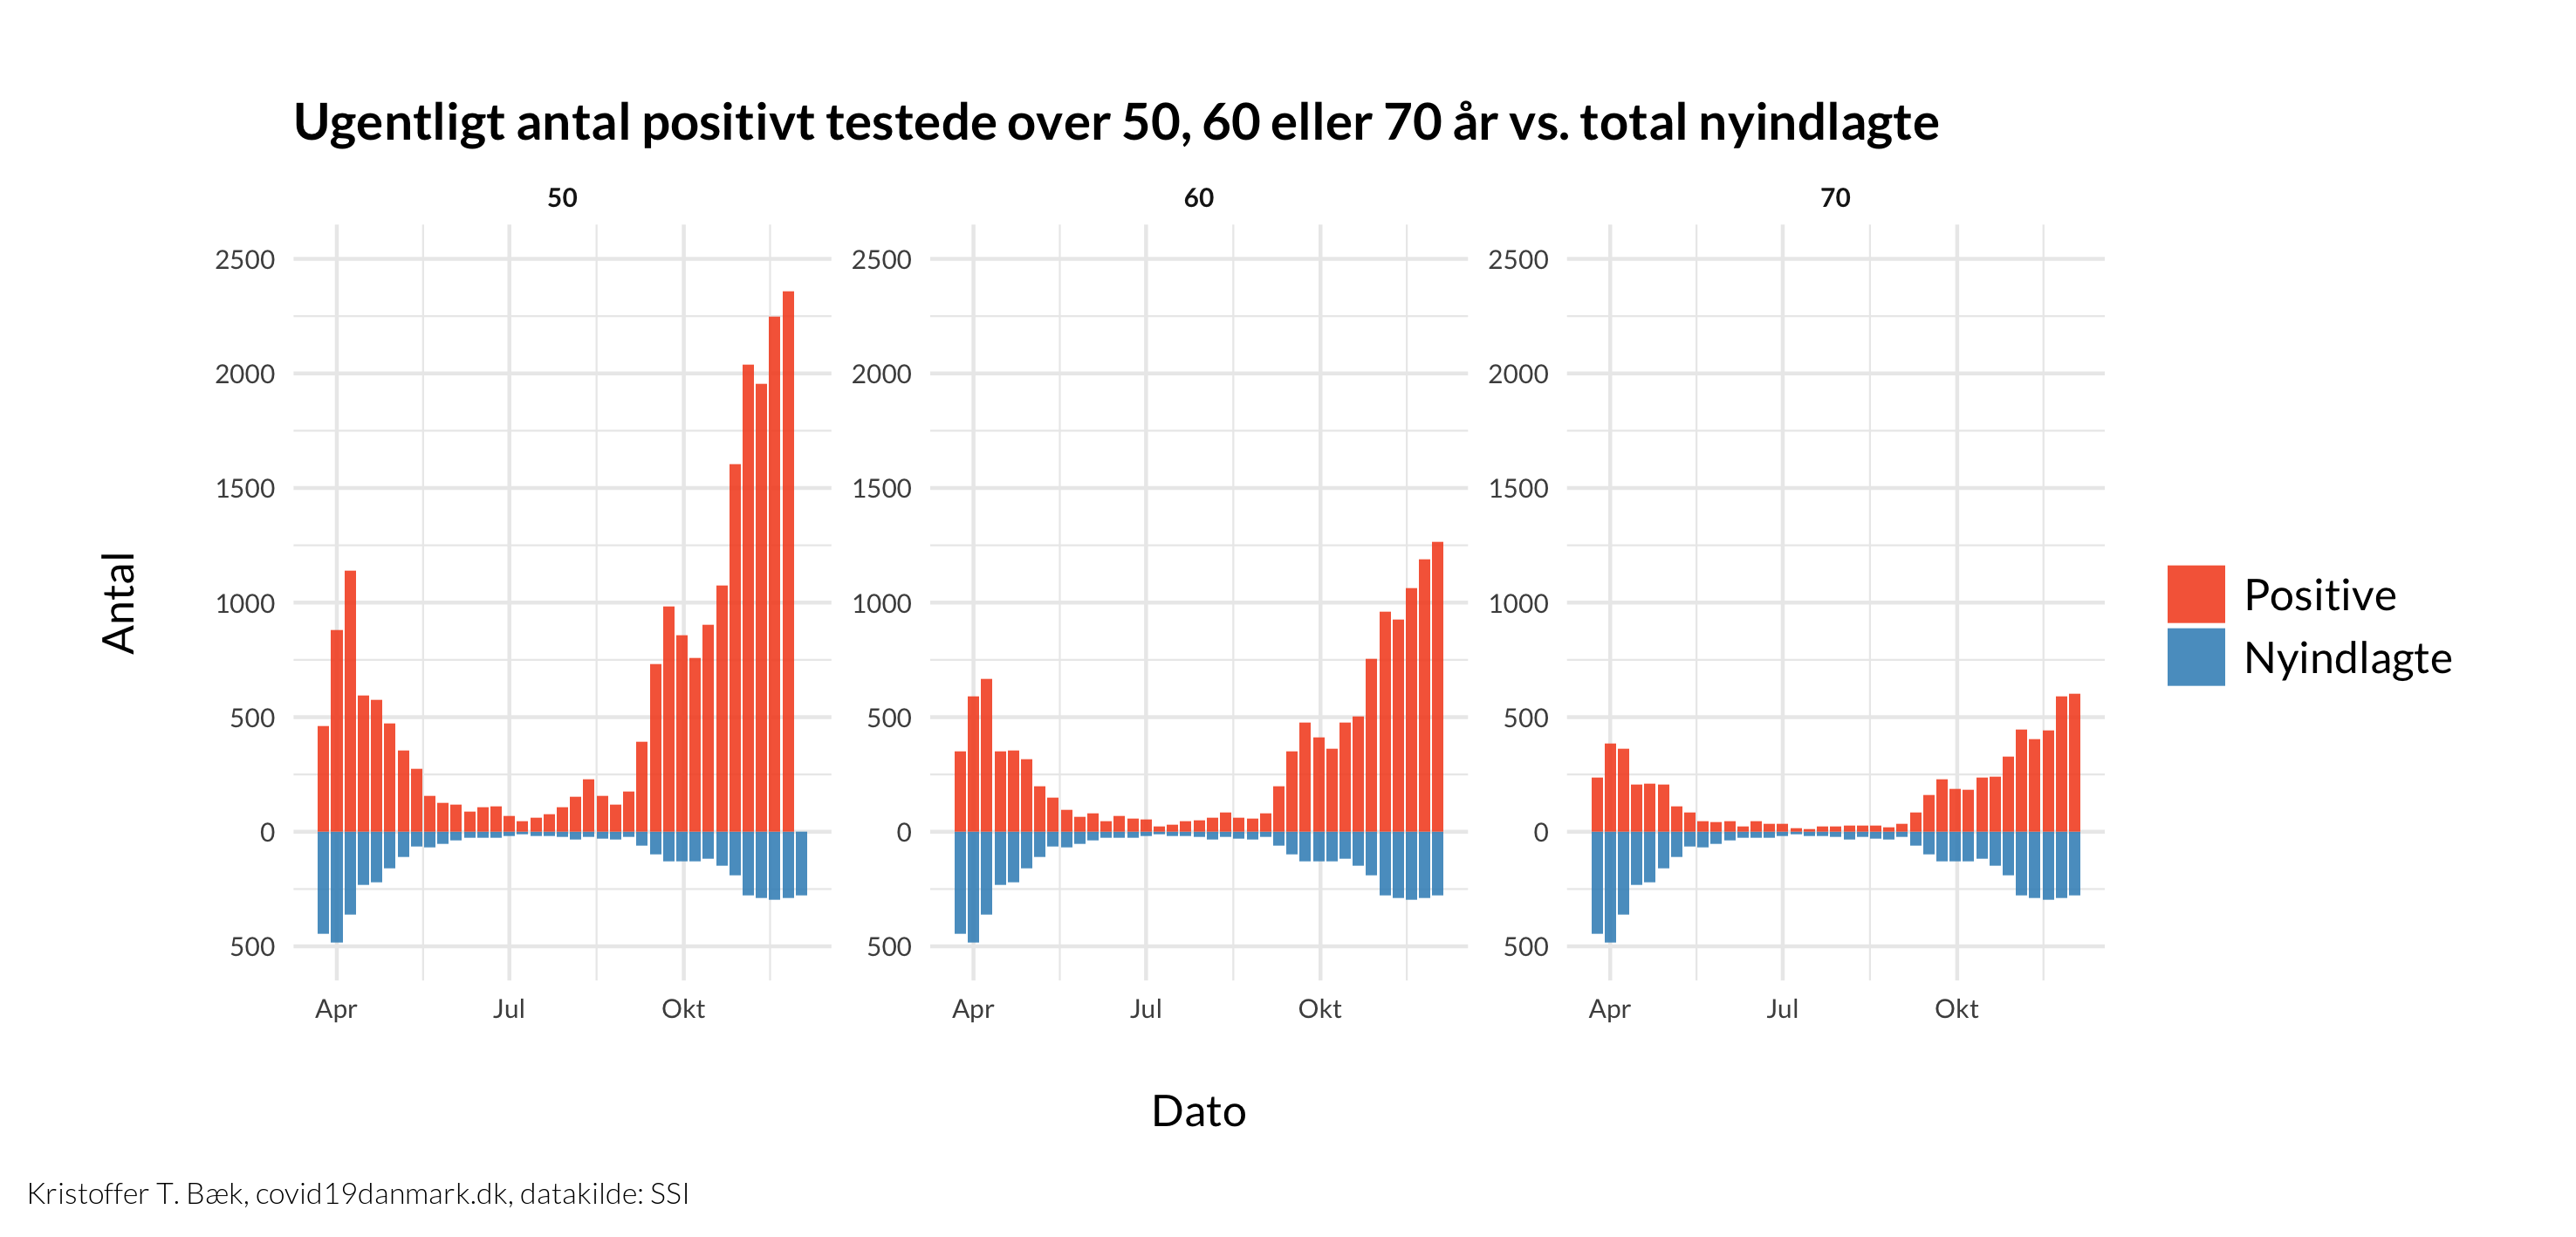 Ugentligt antal positivt testede over 50, 60 eller 70 år vs. total nyindlagte
50 60 70
2500 2500 2500
2000 2000 2000
1500 1500 1500
1000 1000 1000
500 500 500
0 0 0
500 500 500
Antal
Apr Jul Okt Apr Jul Okt Apr Jul Okt
Dato
Positive
Nyindlagte
Kristoffer T. Bæk, covid19danmark.dk, datakilde: SSI